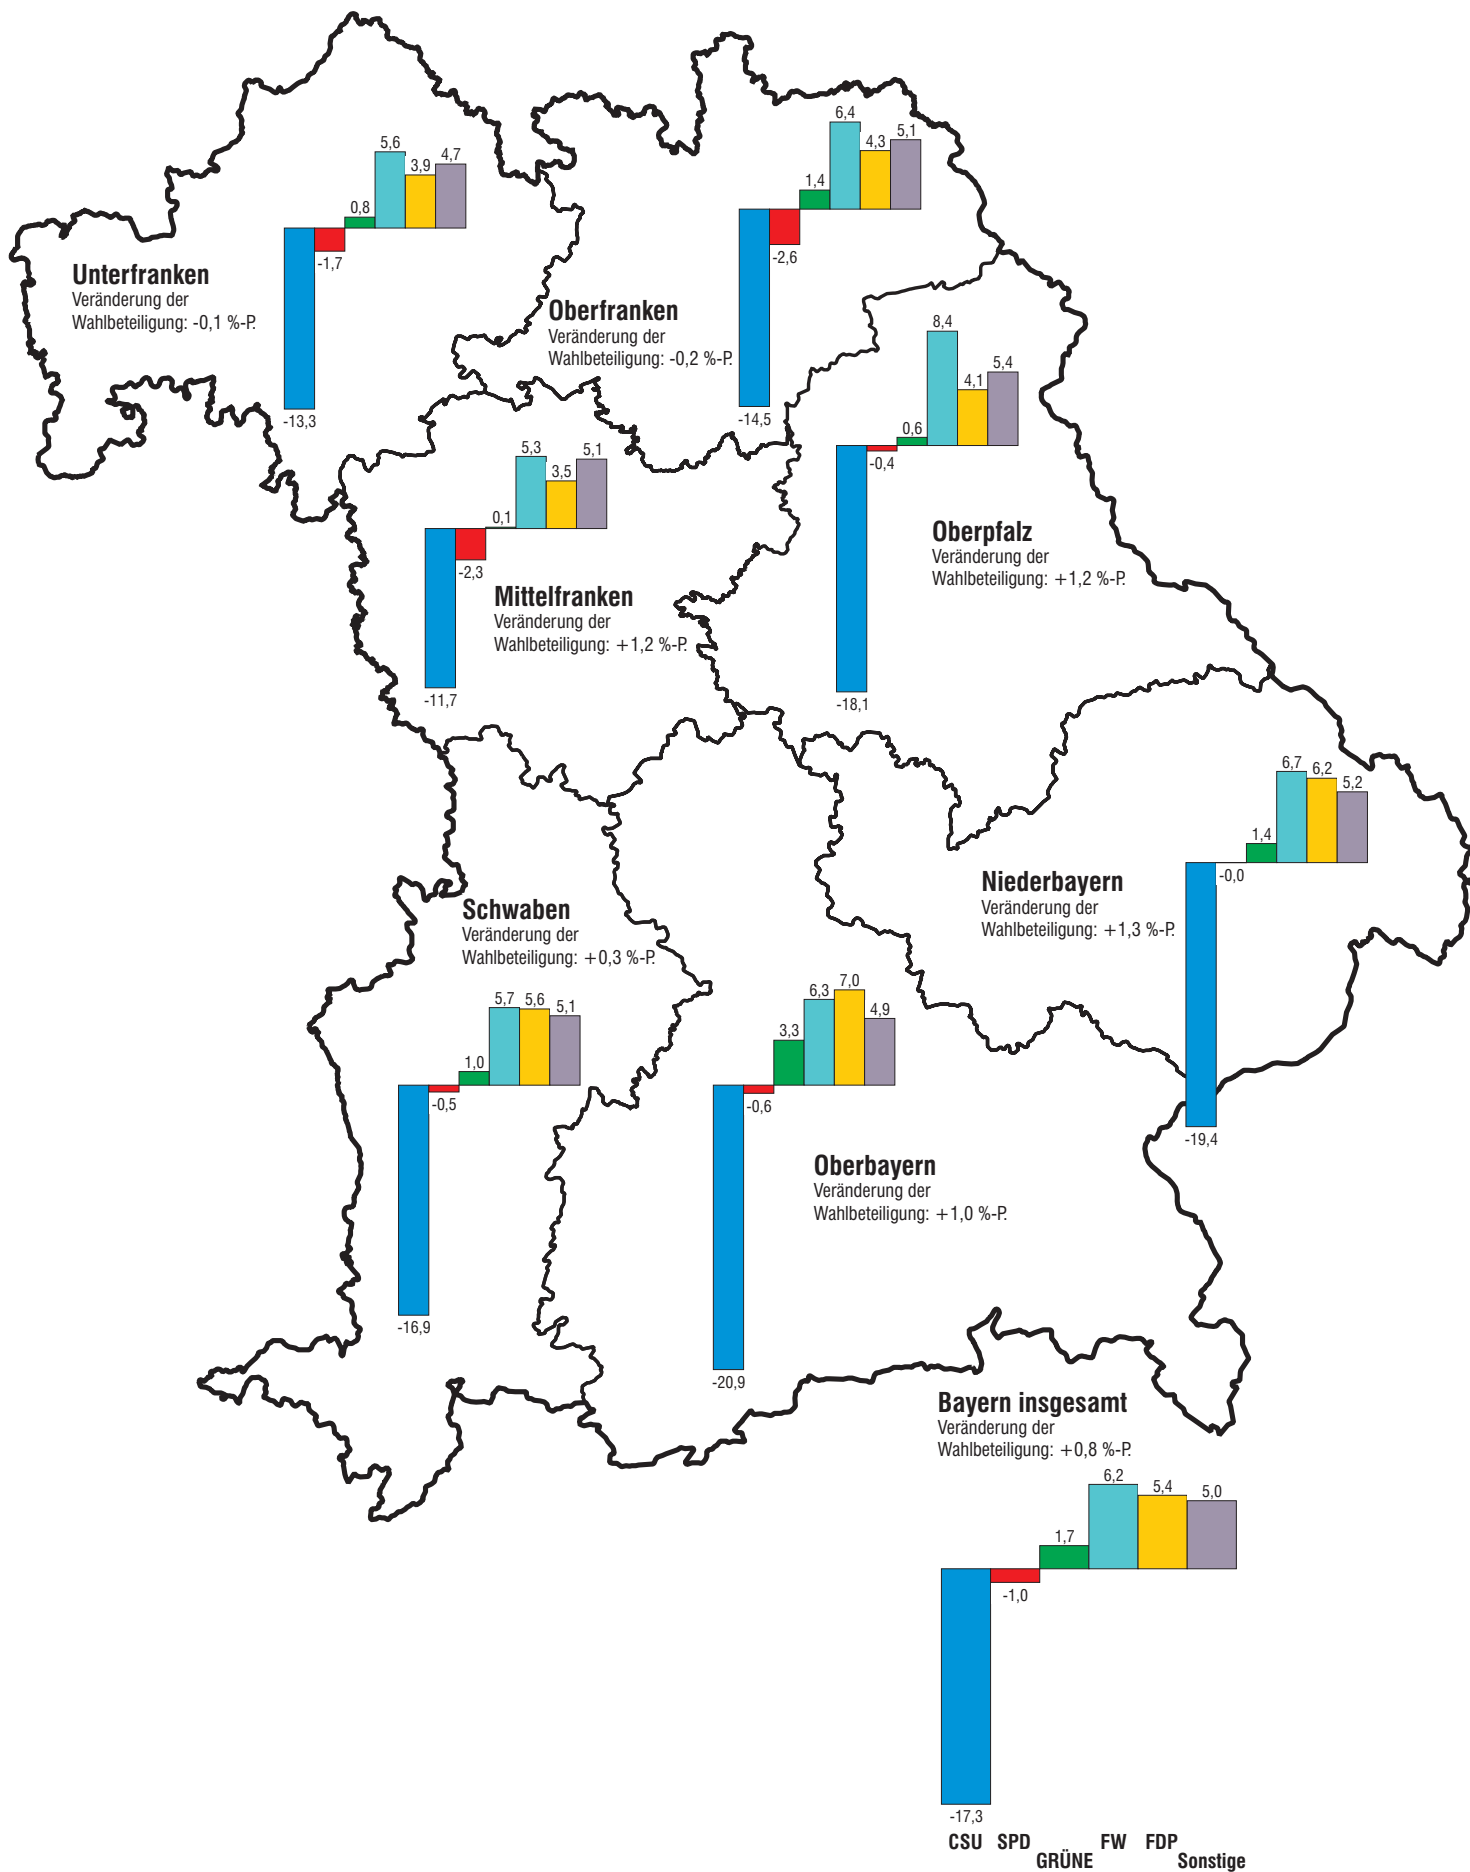 5,6
3,9
4,7
0,8
-1,7
-13,3
Unterfranken
Veränderung der
Wahlbeteiligung: -0,1 %-P.
6,4
4,3
5,1
1,4
-2,6
-14,5
Oberfranken
Veränderung der
Wahlbeteiligung: -0,2 %-P.
8,4
4,1
5,4
0,6
-0,4
-18,1
Oberpfalz
Veränderung der
Wahlbeteiligung: +1,2 %-P.
5,3
3,5
5,1
0,1
-2,3
-11,7
Mittelfranken
Veränderung der
Wahlbeteiligung: +1,2 %-P.
6,7
6,2
5,2
1,4
-0,0
-19,4
Niederbayern
Veränderung der
Wahlbeteiligung: +1,3 %-P.
Schwaben
Veränderung der
Wahlbeteiligung: +0,3 %-P.
5,7
5,6
5,1
1,0
-0,5
-16,9
6,3
7,0
4,9
3,3
-0,6
-20,9
Oberbayern
Veränderung der
Wahlbeteiligung: +1,0 %-P.
Bayern insgesamt
Veränderung der
Wahlbeteiligung: +0,8 %-P.
6,2
5,4
5,0
1,7
-1,0
-17,3
CSU SPD FW FDP
GRÜNE Sonstige